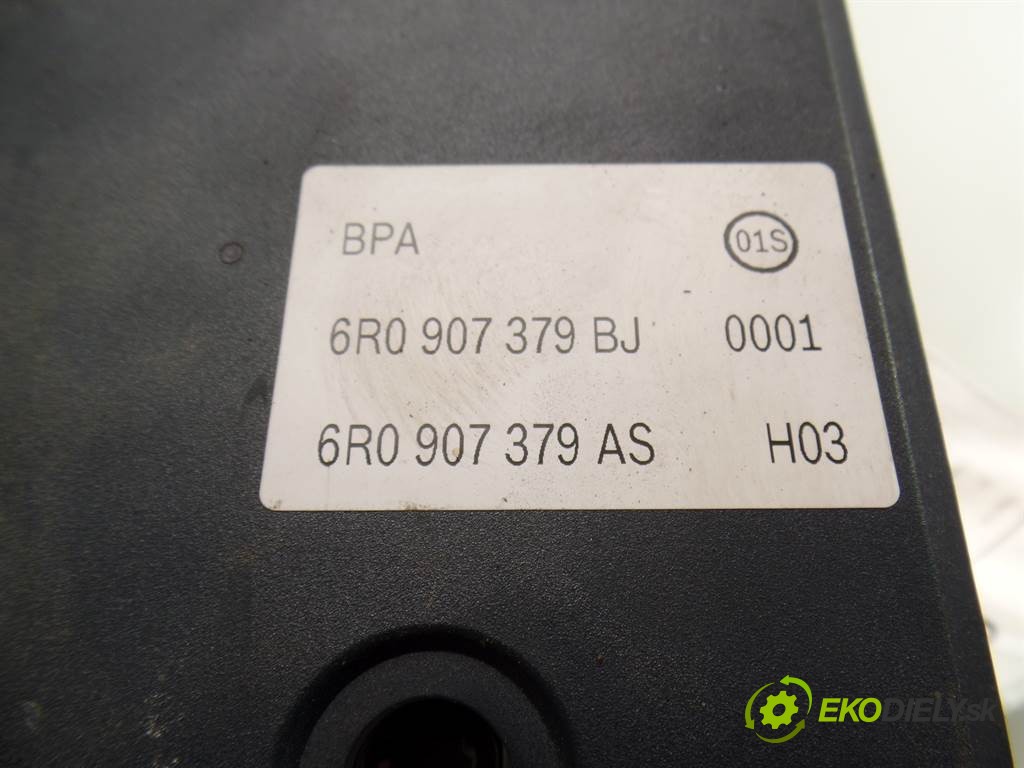 BPA 01S
6R0 907 379 BJ 0001
6R0 907 379 AS H03
EKODIELY.sk